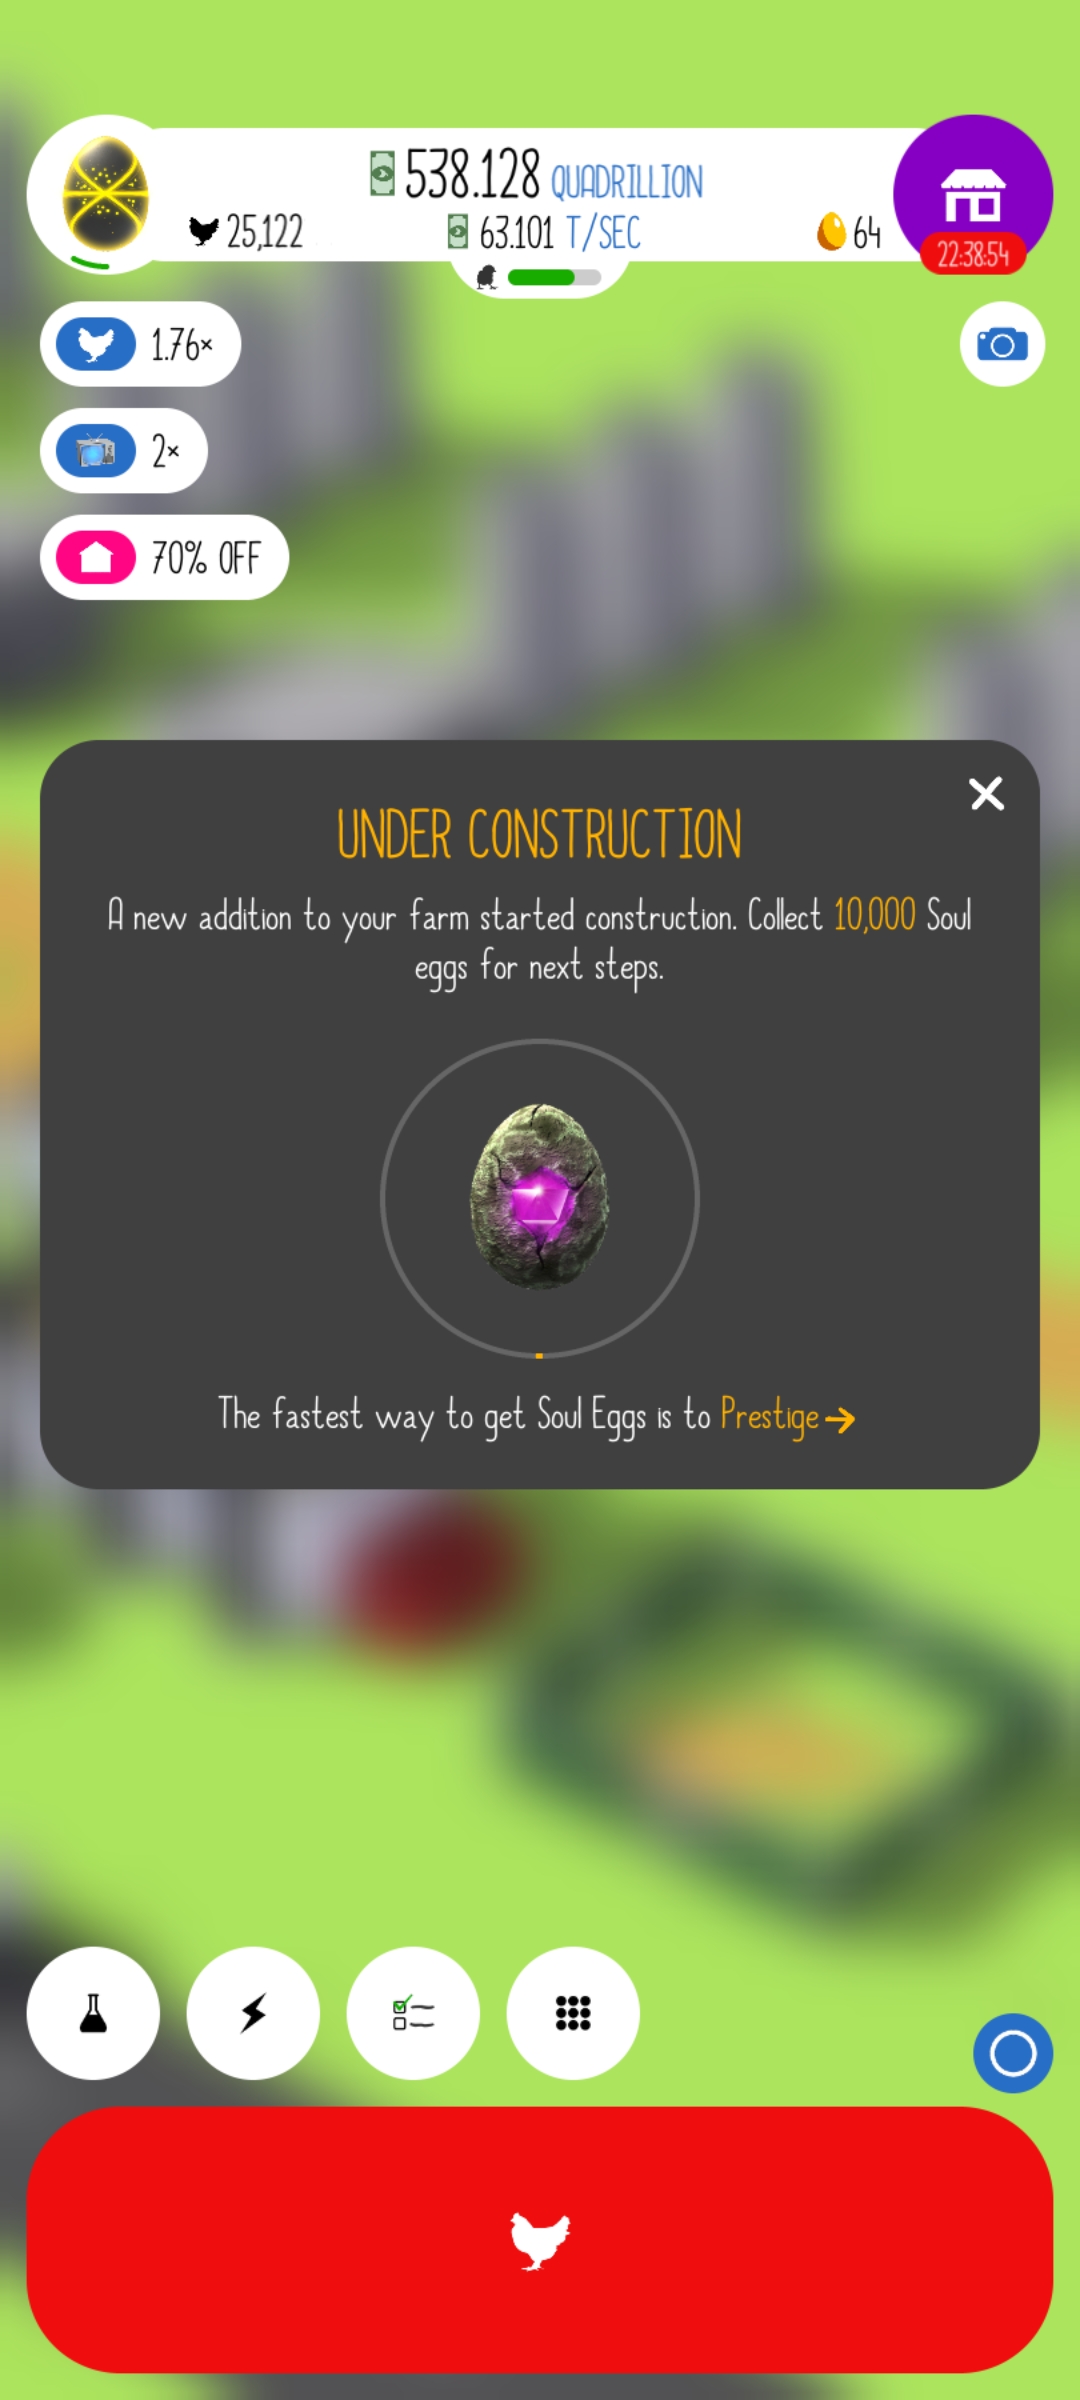 538.128 QUADRILLION
25,122
63.101 T/SEC
64
22:38:54
1.76×
2×
70% OFF
UNDER CONSTRUCTION
A new addition to your farm started construction. Collect 10,000 Soul
eggs for next steps.
The fastest way to get Soul Eggs is to Prestige